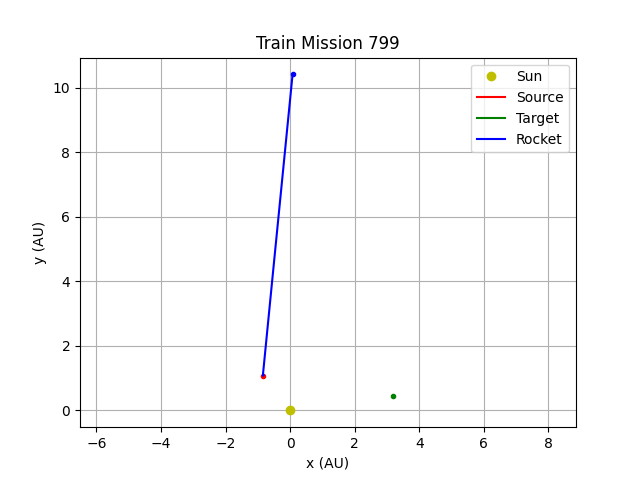 Train Mission 799
Sun
Source
Target
Rocket
10
8
6
4
2
0
y (AU)
−6
−4
−2
0
2
4
6
8
x (AU)